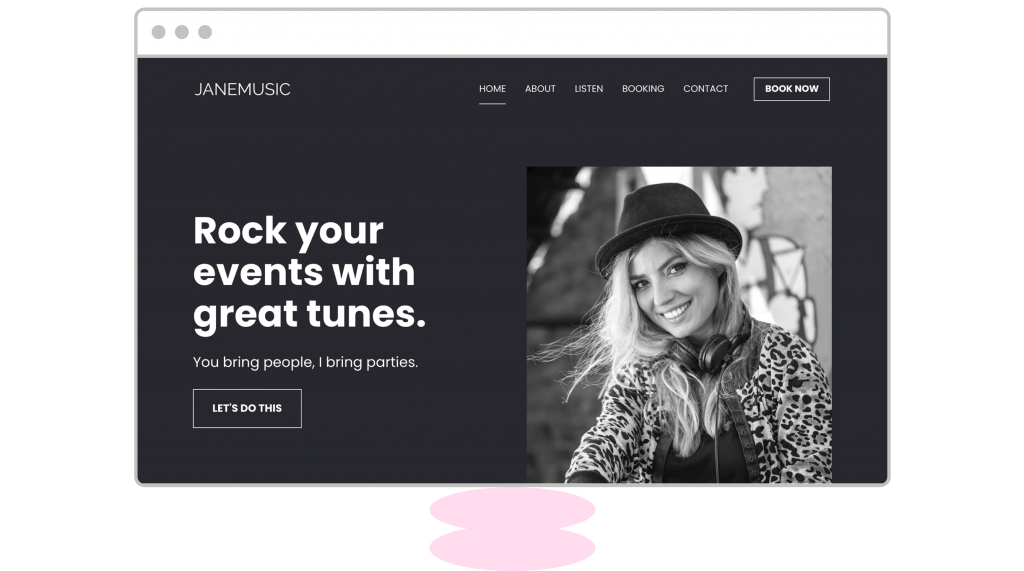 JANEMUSIC
HOME ABOUT LISTEN BOOKING CONTACT BOOK NOW
Rock your
events with
great tunes.
You bring people, I bring parties.
LET'S DO THIS